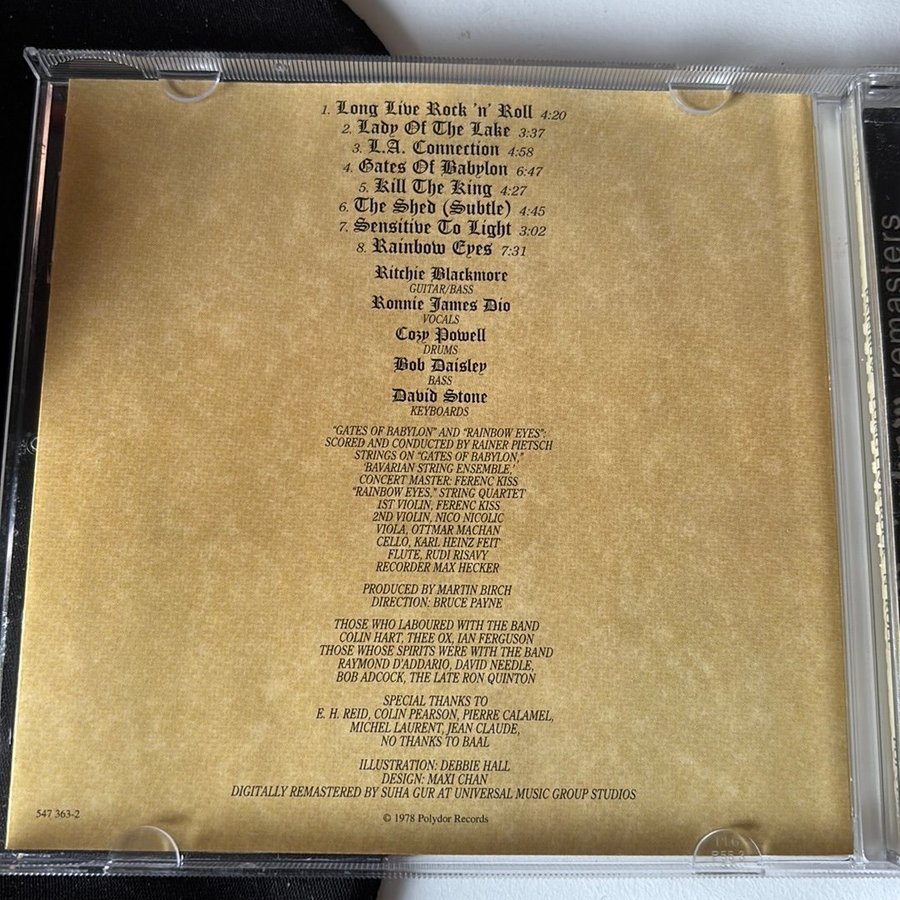 1. Long Live Rock 'n' Roll 4:20
2. Lady Of The Lake 3:37
3. L.A. Connection 4:58
4. Gates Of Babylon 6:47
5. Kill The King 4:27
6. The Shed (Subtle) 4:45
7. Sensitive To Light 3:02
8. Rainbow Eyes 7:31
Ritchie Blackmore
GUITAR/BASS
Ronnie James Dio
VOCALS
Cozy Powell
DRUMS
Bob Daisley
BASS
David Stone
KEYBOARDS
"GATES OF BABYLON" AND "RAINBOW EYES":
SCORED AND CONDUCTED BY RAINER PIETSCH
STRINGS ON "GATES OF BABYLON,"
'BAVARIAN STRING ENSEMBLE,'
CONCERT MASTER: FERENC KISS
"RAINBOW EYES," STRING QUARTET
1ST VIOLIN, FERENC KISS
2ND VIOLIN, NICO NICOLIC
VIOLA, OTTMAR MACHAN
CELLO, KARL HEINZ FEIT
FLUTE, RUDI RISAVY
RECORDER MAX HECKER
PRODUCED BY MARTIN BIRCH
DIRECTION: BRUCE PAYNE
THOSE WHO LABOURED WITH THE BAND
COLIN HART, THEE OX, IAN FERGUSON
THOSE WHOSE SPIRITS WERE WITH THE BAND
RAYMOND D'ADDARIO, DAVID NEEDLE,
BOB ADCOCK, THE LATE RON QUINTON
SPECIAL THANKS TO
E. H. REID, COLIN PEARSON, PIERRE CALAMEL,
MICHEL LAURENT, JEAN CLAUDE,
NO THANKS TO BAAL
ILLUSTRATION: DEBBIE HALL
DESIGN: MAXI CHAN
DIGITALLY REMASTERED BY SUHA GUR AT UNIVERSAL MUSIC GROUP STUDIOS
547 363-2
© 1978 Polydor Records
remasters